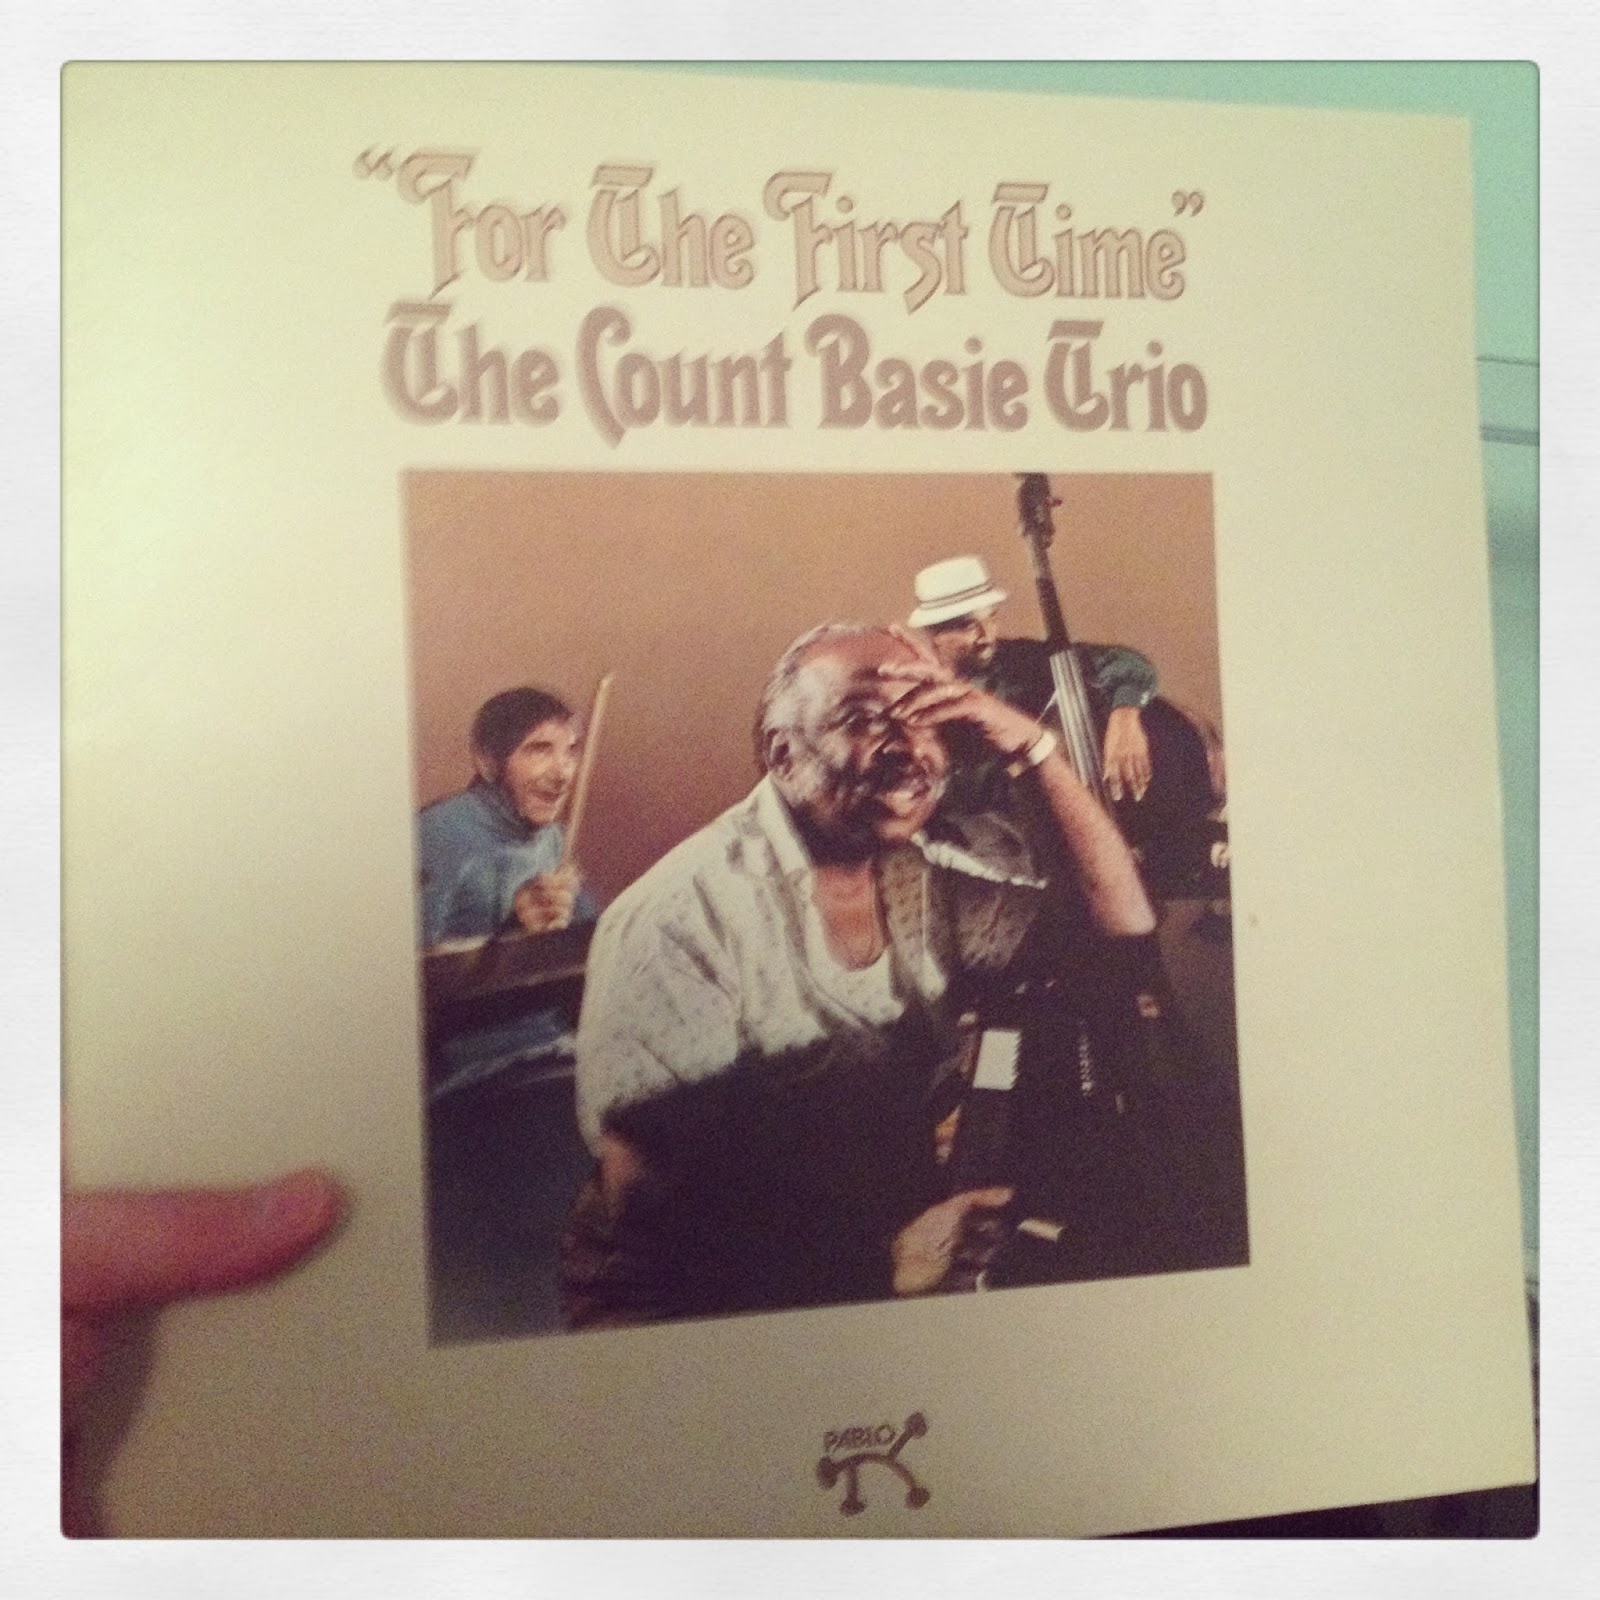 “For The First Time”
The Count Basie Trio
PABLO